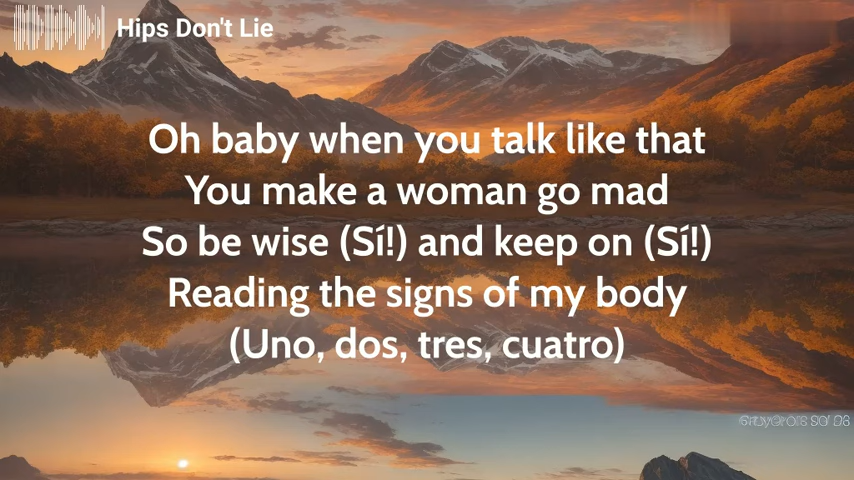 Hips Don't Lie
Oh baby when you talk like that
You make a woman go mad
So be wise (Sí!) and keep on (Sí!)
Reading the signs of my body
(Uno, dos, tres, cuatro)